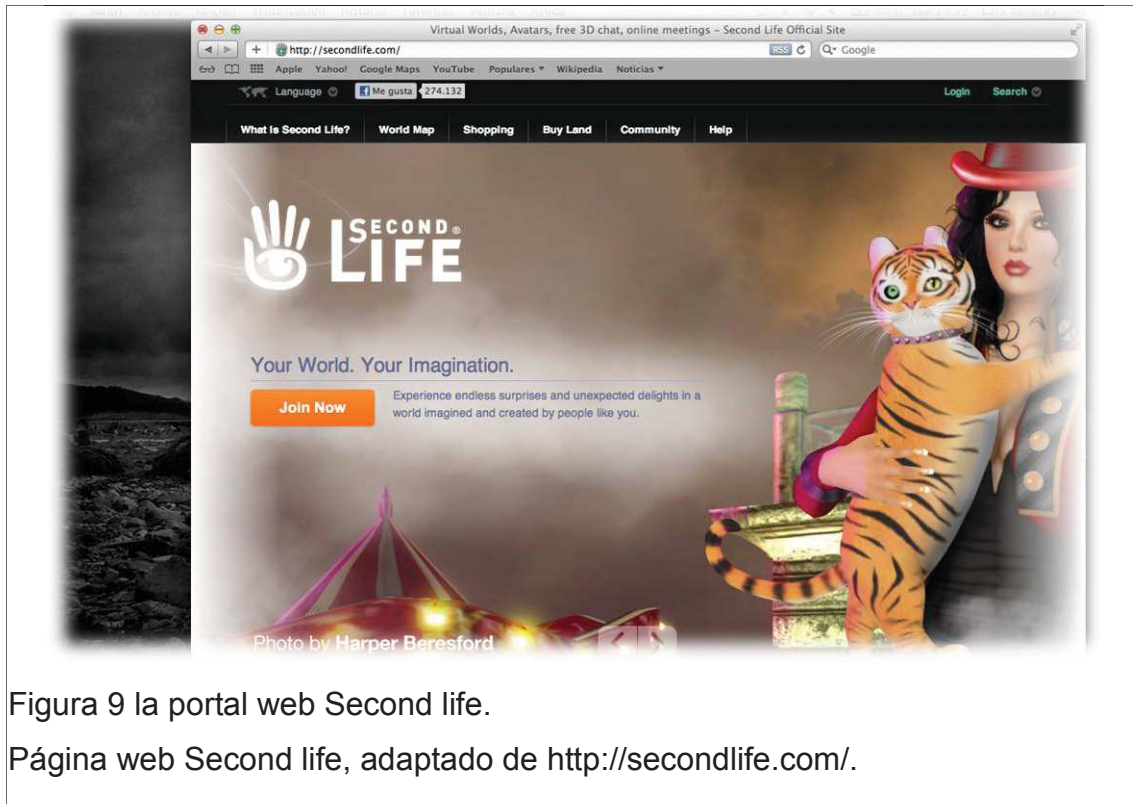 Virtual Worlds, Avatars, free 3D chat, online meetings – Second Life Official Site
http://secondlife.com/ RSS Google
Apple Yahoo! Google Maps YouTube Populares Wikipedia Noticias
Language Me gusta 274.132 Login Search
What is Second Life? World Map Shopping Buy Land Community Help
SECOND®
LIFE
Your World. Your Imagination.
Join Now
Experience endless surprises and unexpected delights in a
world imagined and created by people like you.
Photo by Harper Beresford
Figura 9 la portal web Second life.
Página web Second life, adaptado de http://secondlife.com/.